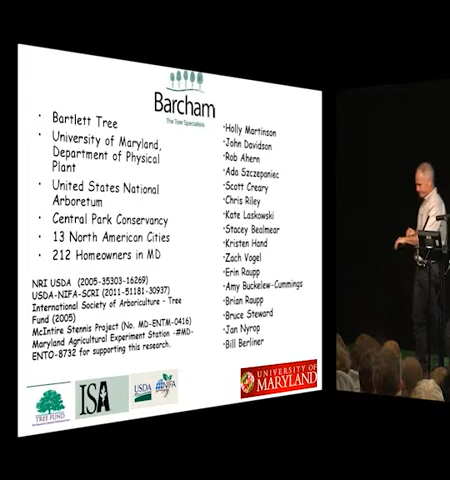 Barcham
The Tree Specialists
· Bartlett Tree
· University of Maryland,
Department of Physical
Plant
· United States National
Arboretum
· Central Park Conservancy
· 13 North American Cities
· 212 Homeowners in MD
NRI USDA (2005-35303-16269)
USDA-NIFA-SCRI (2011-51181-30937)
International Society of Arboriculture - Tree
Fund (2005)
McIntire Stennis Project (No. MD-ENTM-0416)
Maryland Agricultural Experiment Station -#MD-
ENTO-8732 for supporting this research.
·Holly Martinson
·John Davidson
·Rob Ahern
·Ada Szczepaniec
·Scott Creary
·Chris Riley
·Kate Laskowski
·Stacey Bealmear
·Kristen Hand
·Zach Vogel
·Erin Raupp
·Amy Buckelew-Cummings
·Brian Raupp
·Bruce Steward
·Jan Nyrop
·Bill Berliner
TREE FUND
ISA
USDA
NIFA
UNIVERSITY OF
MARYLAND